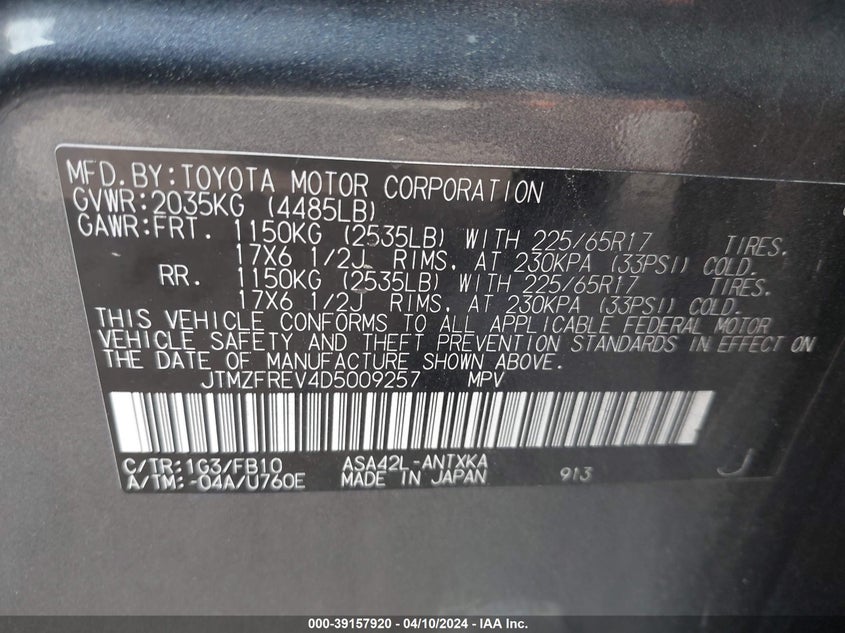 MFD. BY: TOYOTA MOTOR CORPORATION
GVWR: 2035KG (4485LB)
GAWR: FRT. 1150KG (2535LB) WITH 225/65R17 TIRES.
17X6 1/2J RIMS, AT 230KPA (33PSI) COLD.
RR. 1150KG (2535LB) WITH 225/65R17 TIRES.
17X6 1/2J RIMS, AT 230KPA (33PSI) COLD.
THIS VEHICLE CONFORMS TO ALL APPLICABLE FEDERAL MOTOR
VEHICLE SAFETY AND THEFT PREVENTION STANDARDS IN EFFECT ON
THE DATE OF MANUFACTURE SHOWN ABOVE.
JTMZFREV4D5009257 MPV
C/TR: 1G3/FB10 ASA42L-ANTXKA
A/TM: -04A/U760E MADE IN JAPAN 913 J
000-39157920 - 04/10/2024 - IAA Inc.